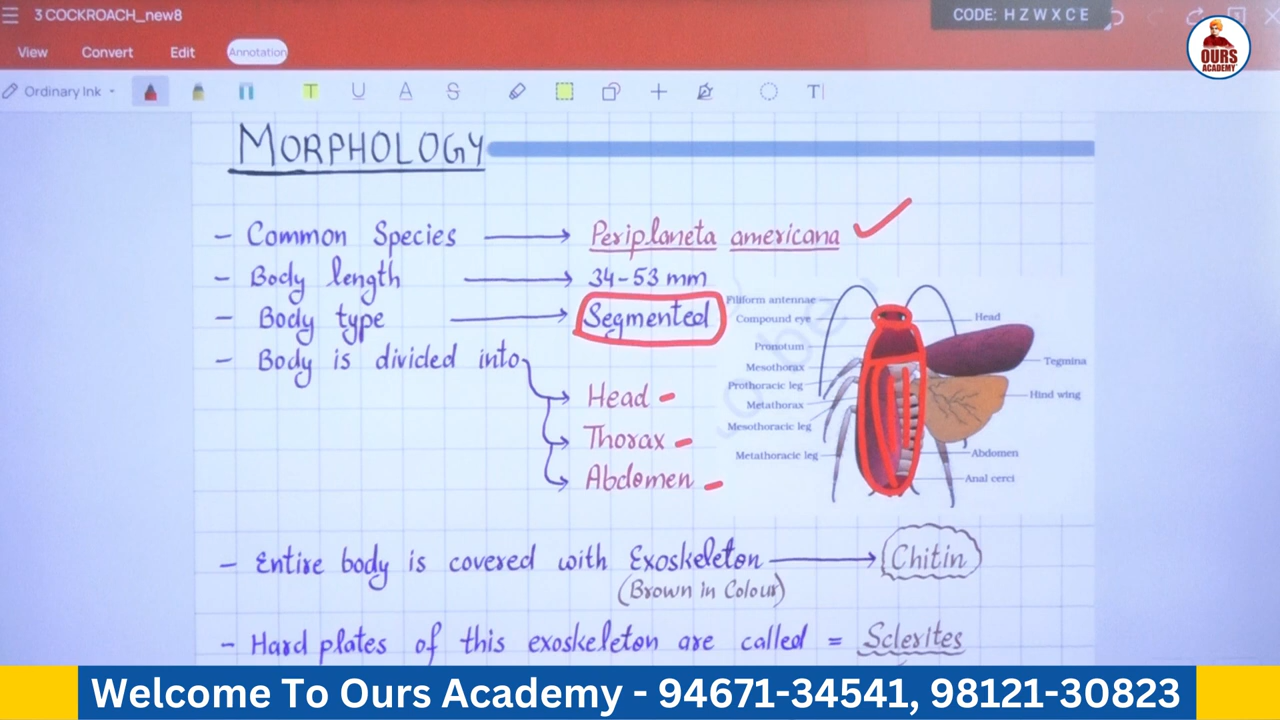 3 COCKROACH_new8
CODE: H Z W X C E
View Convert Edit Annotation
OURS
ACADEMY
Ordinary Ink
MORPHOLOGY
- Common Species → Periplaneta americana
- Body length → 34-53 mm
- Body type → Segmented
- Body is divided into
→ Head
→ Thorax
→ Abdomen
Filiform antennae
Compound eye
Head
Pronotum
Mesothorax
Tegmina
Prothoracic leg
Hind wing
Metathorax
Mesothoracic leg
Metathoracic leg
Abdomen
Anal cerci
- Entire body is covered with Exoskeleton → Chitin
(Brown in Colour)
- Hard plates of this exoskeleton are called = Sclerites
Welcome To Ours Academy - 94671-34541, 98121-30823